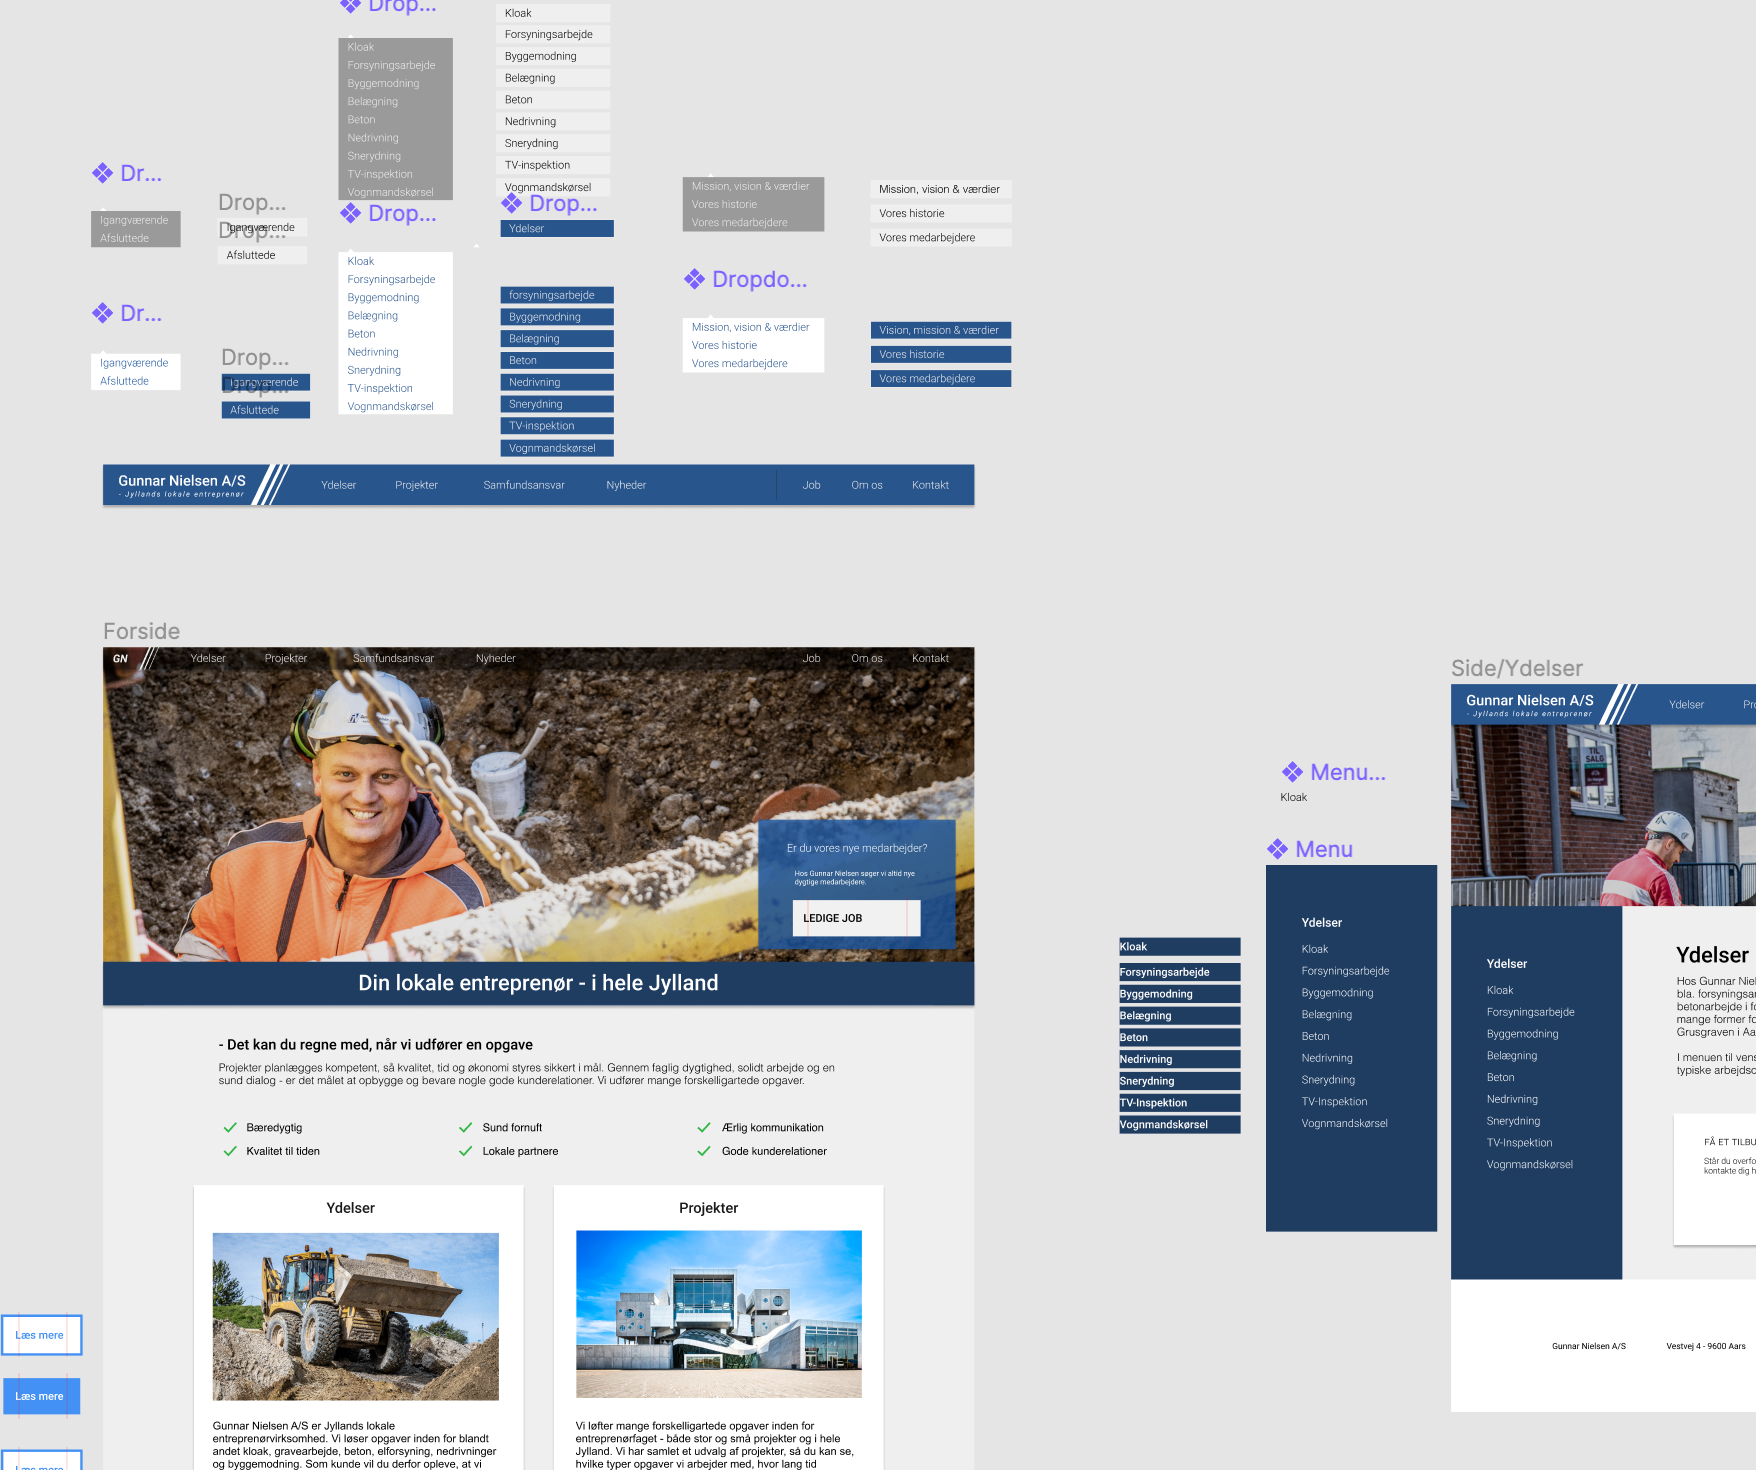 Drop...
Kloak
Forsyningsarbejde
Byggemodning
Belægning
Beton
Nedrivning
Snerydning
TV-inspektion
Vognmandskørsel
Kloak
Forsyningsarbejde
Byggemodning
Belægning
Beton
Nedrivning
Snerydning
TV-inspektion
Vognmandskørsel
Dr...
Igangværende
Afsluttede
Drop...
Drop...
Igangværende
Afsluttede
Drop...
Kloak
Forsyningsarbejde
Byggemodning
Belægning
Beton
Nedrivning
Snerydning
TV-inspektion
Vognmandskørsel
Drop...
Ydelser
forsyningsarbejde
Byggemodning
Belægning
Beton
Nedrivning
Snerydning
TV-inspektion
Vognmandskørsel
Mission, vision & værdier
Vores historie
Vores medarbejdere
Mission, vision & værdier
Vores historie
Vores medarbejdere
Dropdo...
Mission, vision & værdier
Vores historie
Vores medarbejdere
Vision, mission & værdier
Vores historie
Vores medarbejdere
Dr...
Igangværende
Afsluttede
Drop...
Drop...
Igangværende
Afsluttede
Gunnar Nielsen A/S
- Jyllands lokale entreprenør
Ydelser Projekter Samfundsansvar Nyheder Job Om os Kontakt
Forside
GN Ydelser Projekter Samfundsansvar Nyheder Job Om os Kontakt
Er du vores nye medarbejder?
Hos Gunnar Nielsen søger vi altid nye
dygtige medarbejdere.
LEDIGE JOB
Din lokale entreprenør - i hele Jylland
- Det kan du regne med, når vi udfører en opgave
Projekter planlægges kompetent, så kvalitet, tid og økonomi styres sikkert i mål. Gennem faglig dygtighed, solidt arbejde og en
sund dialog - er det målet at opbygge og bevare nogle gode kunderelationer. Vi udfører mange forskelligartede opgaver.
Bæredygtig Sund fornuft Ærlig kommunikation
Kvalitet til tiden Lokale partnere Gode kunderelationer
Ydelser
Gunnar Nielsen A/S er Jyllands lokale
entreprenørvirksomhed. Vi løser opgaver inden for blandt
andet kloak, gravearbejde, beton, elforsyning, nedrivninger
og byggemodning. Som kunde vil du derfor opleve, at vi
Projekter
Vi løfter mange forskelligartede opgaver inden for
entreprenørfaget - både stor og små projekter og i hele
Jylland. Vi har samlet et udvalg af projekter, så du kan se,
hvilke typer opgaver vi arbejder med, hvor lang tid
Læs mere
Læs mere
Læs mere
Kloak
Forsyningsarbejde
Byggemodning
Belægning
Beton
Nedrivning
Snerydning
TV-Inspektion
Vognmandskørsel
Menu...
Kloak
Menu
Ydelser
Kloak
Forsyningsarbejde
Byggemodning
Belægning
Beton
Nedrivning
Snerydning
TV-Inspektion
Vognmandskørsel
Side/Ydelser
Gunnar Nielsen A/S
- Jyllands lokale entreprenør
Ydelser Pro
SALG
Ydelser
Kloak
Forsyningsarbejde
Byggemodning
Belægning
Beton
Nedrivning
Snerydning
TV-Inspektion
Vognmandskørsel
Ydelser
Hos Gunnar Niel
bla. forsyningsar
betonarbejde i fo
mange former fo
Grusgraven i Aa
I menuen til vens
typiske arbejdso
FÅ ET TILBU
Står du overfo
kontakte dig h
Gunnar Nielsen A/S Vestvej 4 - 9600 Aars